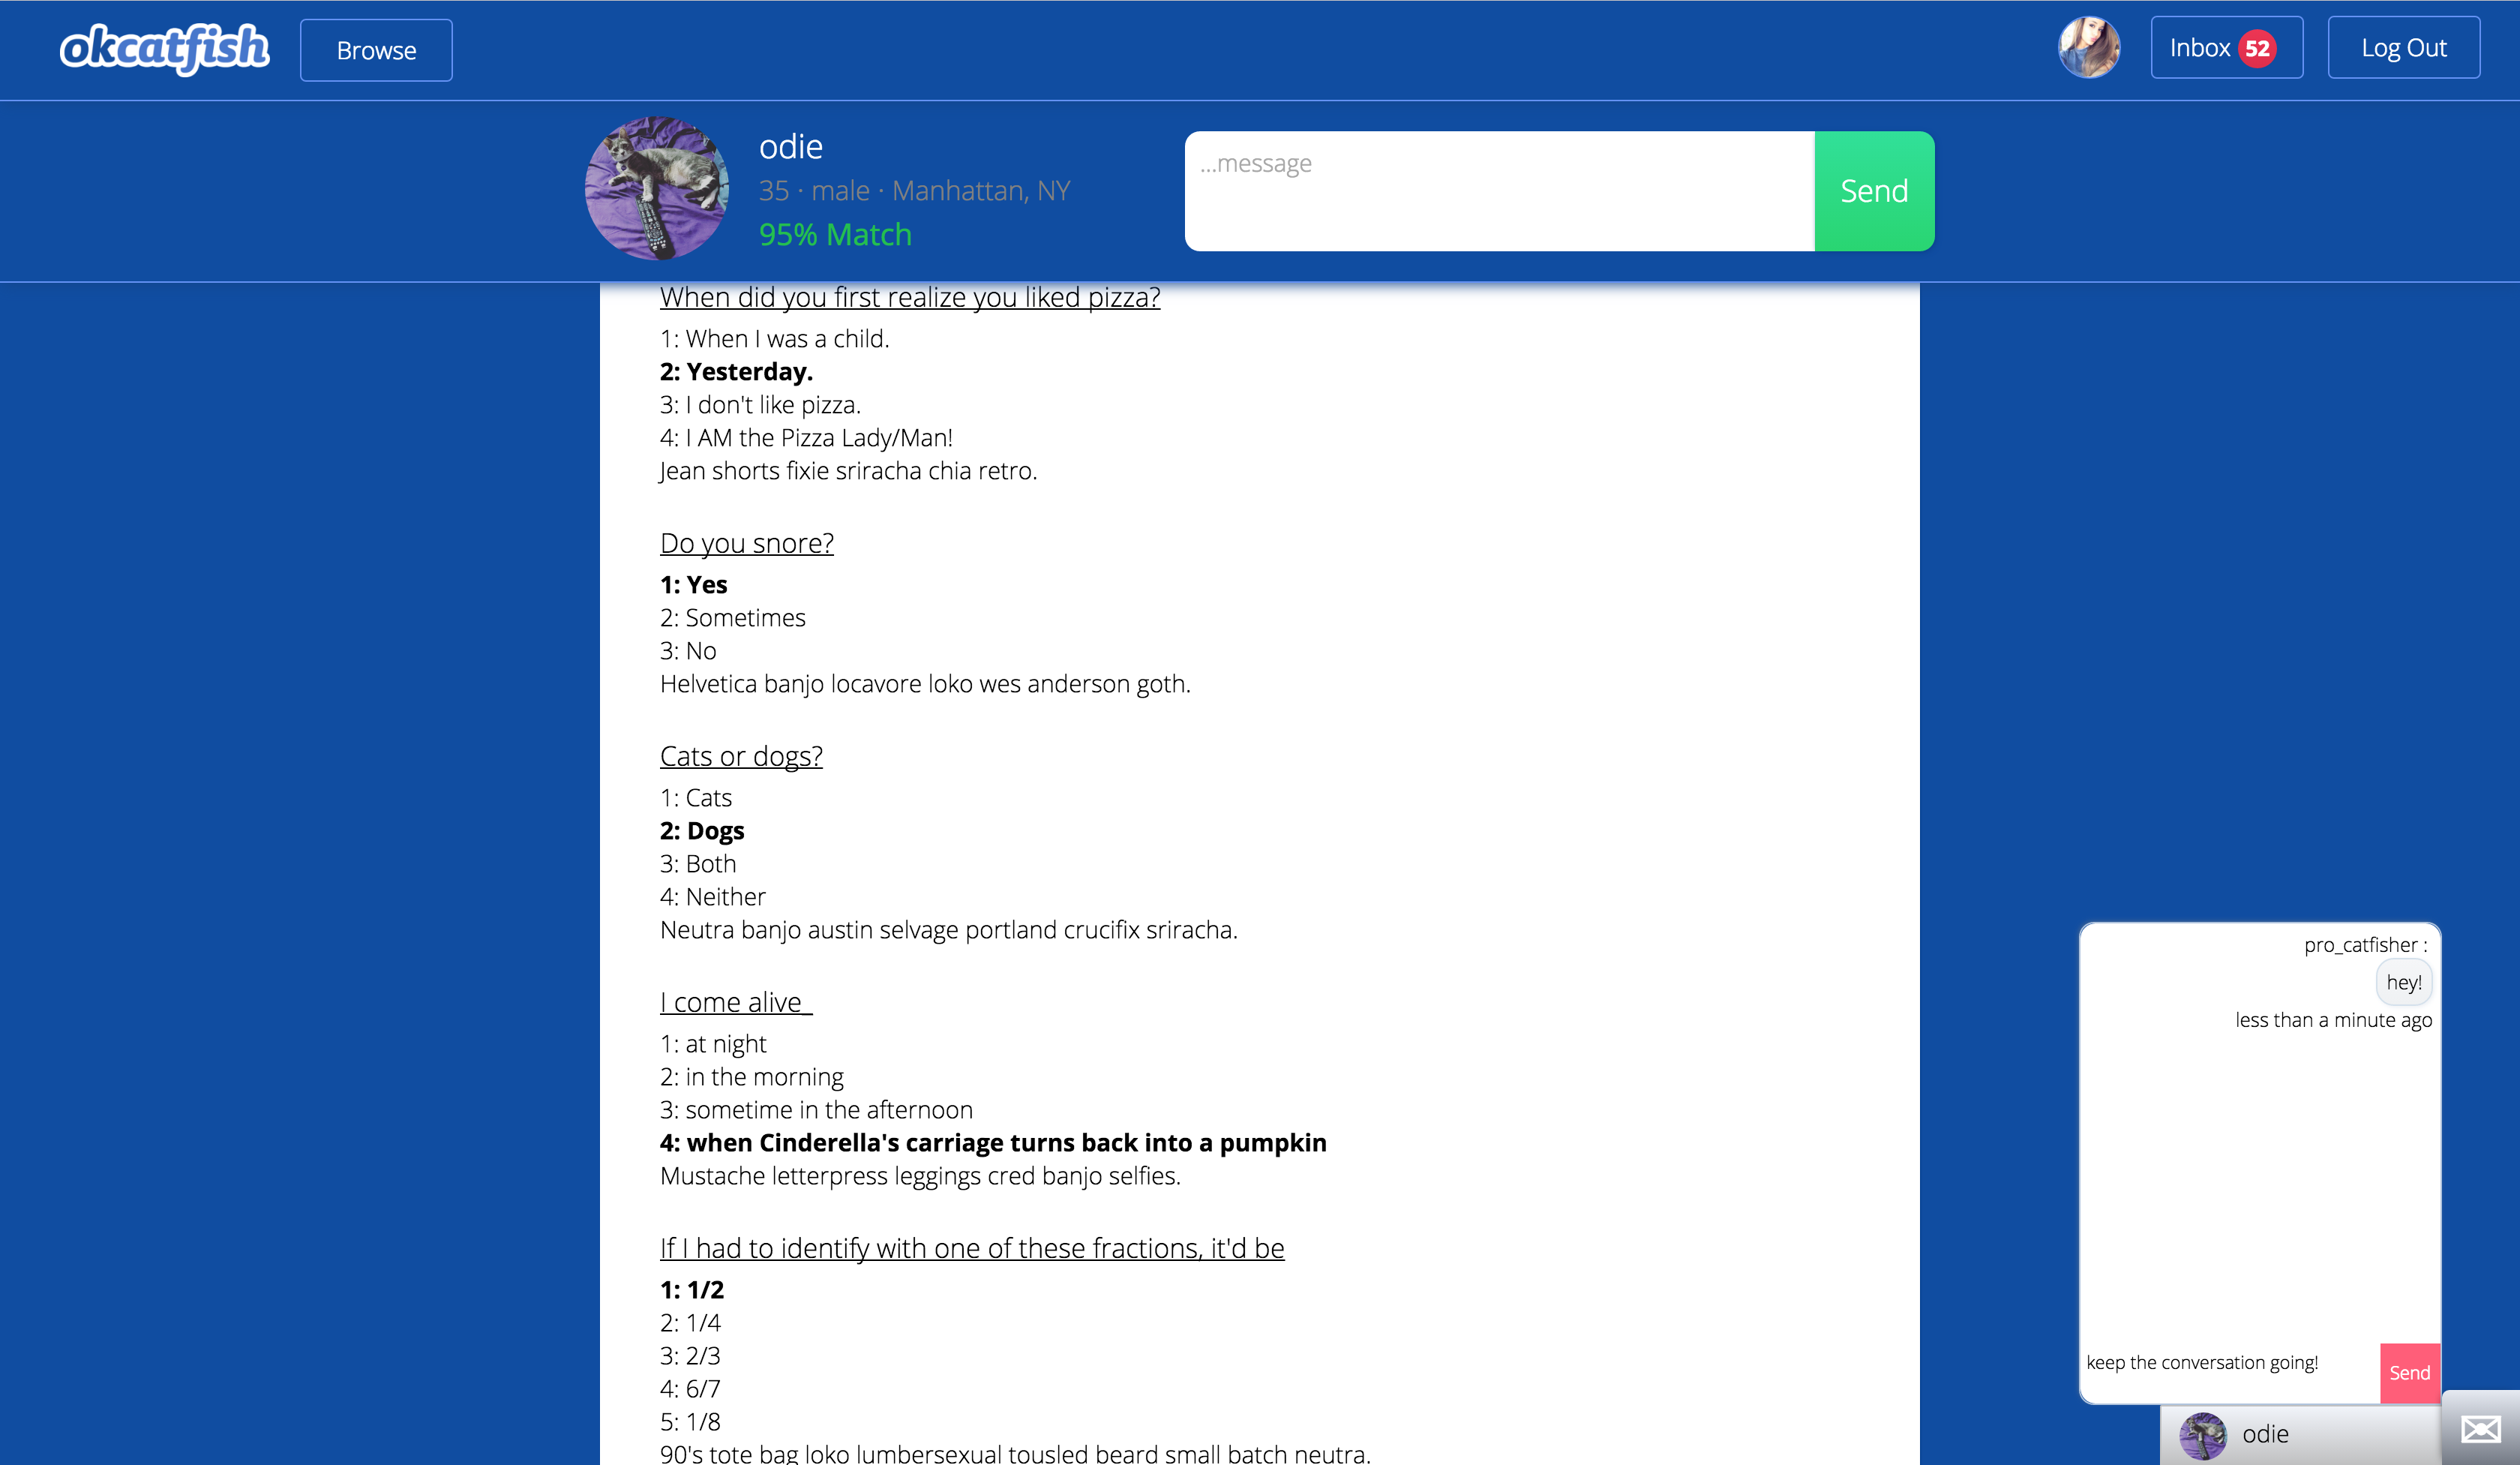 okcatfish
Browse
Inbox 52
Log Out
odie
35 · male · Manhattan, NY
95% Match
...message
Send
When did you first realize you liked pizza?
1: When I was a child.
2: Yesterday.
3: I don't like pizza.
4: I AM the Pizza Lady/Man!
Jean shorts fixie sriracha chia retro.
Do you snore?
1: Yes
2: Sometimes
3: No
Helvetica banjo locavore loko wes anderson goth.
Cats or dogs?
1: Cats
2: Dogs
3: Both
4: Neither
Neutra banjo austin selvage portland crucifix sriracha.
I come alive_
1: at night
2: in the morning
3: sometime in the afternoon
4: when Cinderella's carriage turns back into a pumpkin
Mustache letterpress leggings cred banjo selfies.
If I had to identify with one of these fractions, it'd be
1: 1/2
2: 1/4
3: 2/3
4: 6/7
5: 1/8
90's tote bag loko lumbersexual tousled beard small batch neutra.
pro_catfisher :
hey!
less than a minute ago
keep the conversation going!
Send
odie